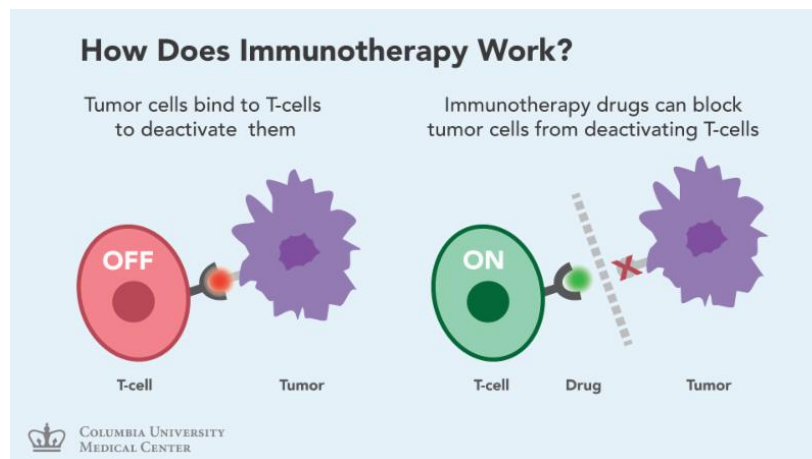 How Does Immunotherapy Work?
Tumor cells bind to T-cells
to deactivate them
Immunotherapy drugs can block
tumor cells from deactivating T-cells
OFF
ON
T-cell
Tumor
T-cell
Drug
Tumor
COLUMBIA UNIVERSITY
MEDICAL CENTER